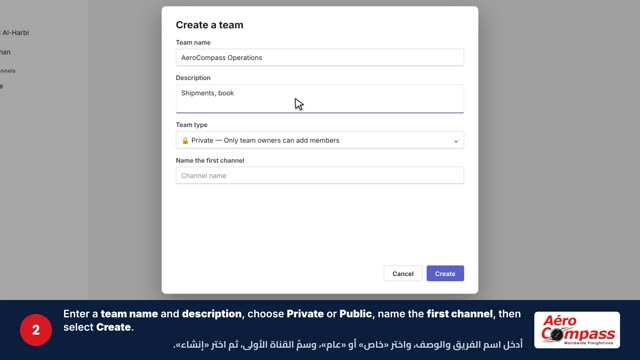 Create a team
Al-Harbi
Team name
AeroCompass Operations
Description
Shipments, book
Team type
🔒 Private — Only team owners can add members
Name the first channel
Channel name
Cancel
Create
2
Enter a team name and description, choose Private or Public, name the first channel, then
select Create.
أدخل اسم الفريق والوصف، واختر «خاص» أو «عام»، وسمِّ القناة الأولى، ثم اختر «إنشاء».
Aéro
Compass
Worldwide Freightlines